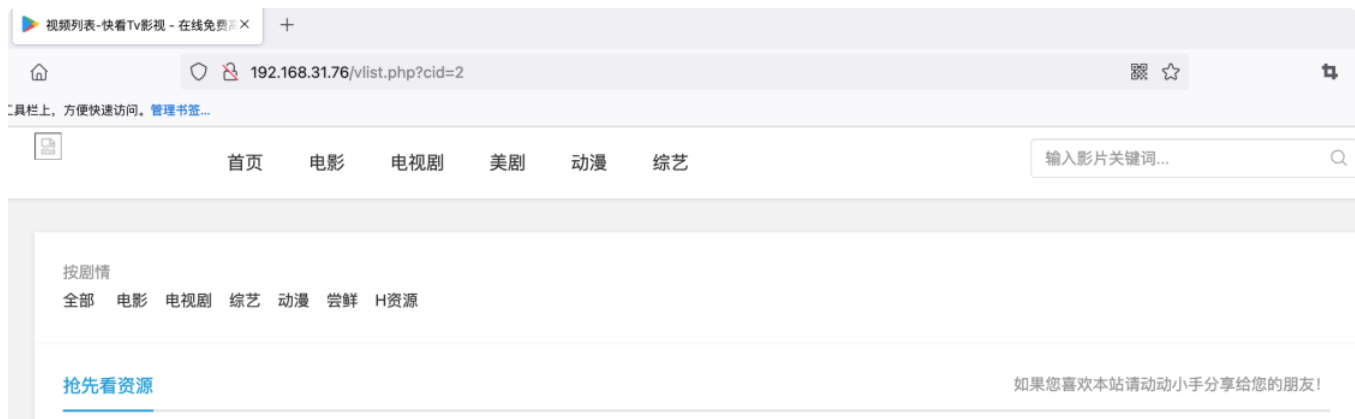 视频列表-快看Tv影视 - 在线免费
192.168.31.76/vlist.php?cid=2
工具栏上，方便快速访问。管理书签...
首页 电影 电视剧 美剧 动漫 综艺 输入影片关键词...
按剧情
全部 电影 电视剧 综艺 动漫 尝鲜 H资源
抢先看资源 如果您喜欢本站请动动小手分享给您的朋友！